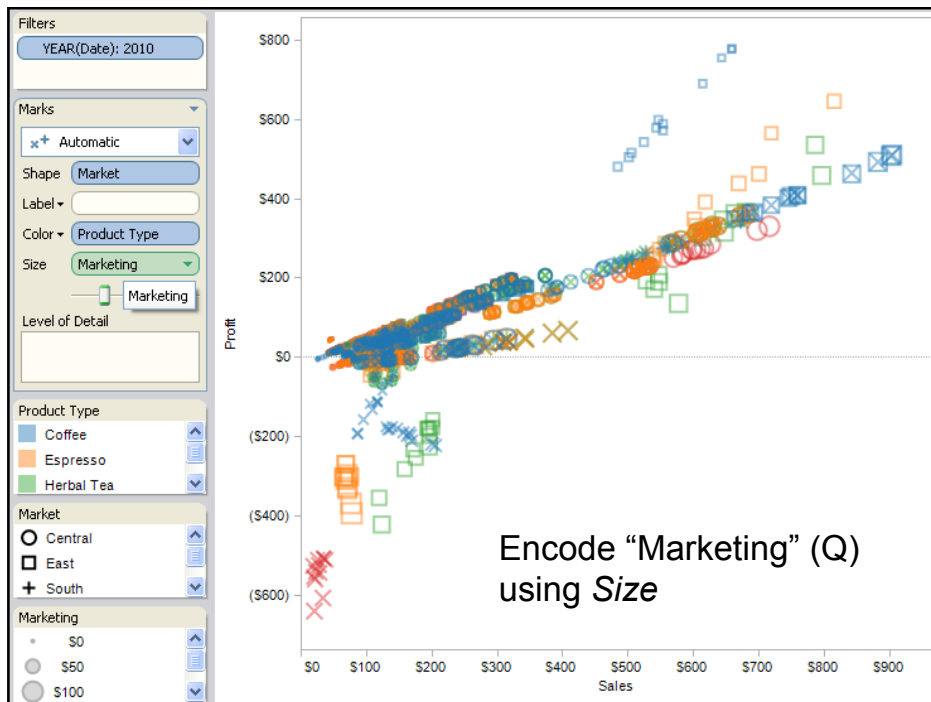 Filters
YEAR(Date): 2010
Marks
Automatic
Shape Market
Label
Color Product Type
Size Marketing
Marketing
Level of Detail
Product Type
Coffee
Espresso
Herbal Tea
Market
Central
East
South
Marketing
$0
$50
$100
$800
$600
$400
$200
$0
($200)
($400)
($600)
Profit
Encode “Marketing” (Q)
using Size
$0 $100 $200 $300 $400 $500 $600 $700 $800 $900
Sales